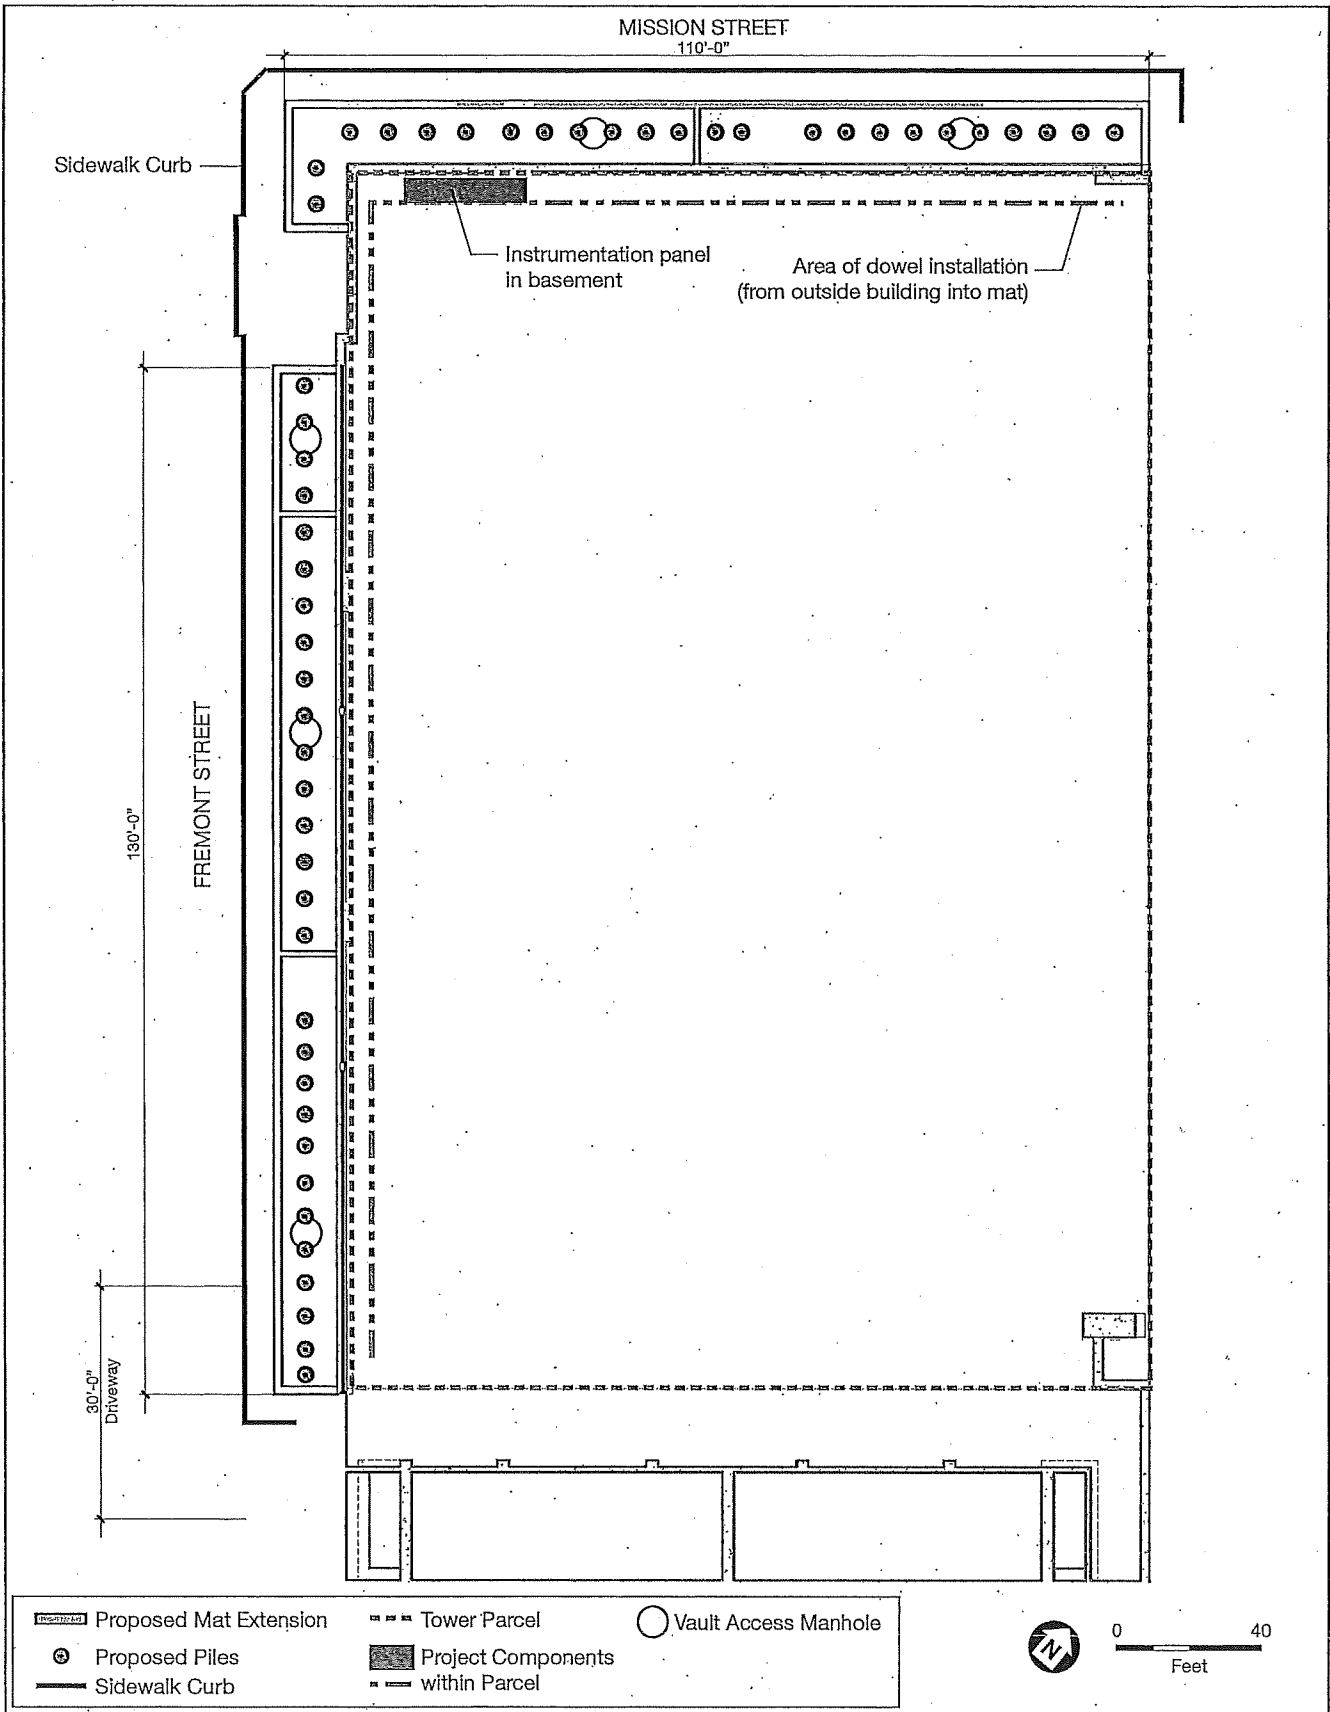 MISSION STREET
110'-0"
Sidewalk Curb
Instrumentation panel
in basement
Area of dowel installation
(from outside building into mat)
FREMONT STREET
130'-0"
30'-0"
Driveway
Proposed Mat Extension
Proposed Piles
Sidewalk Curb
Tower Parcel
Project Components
within Parcel
Vault Access Manhole
N
0 40
Feet